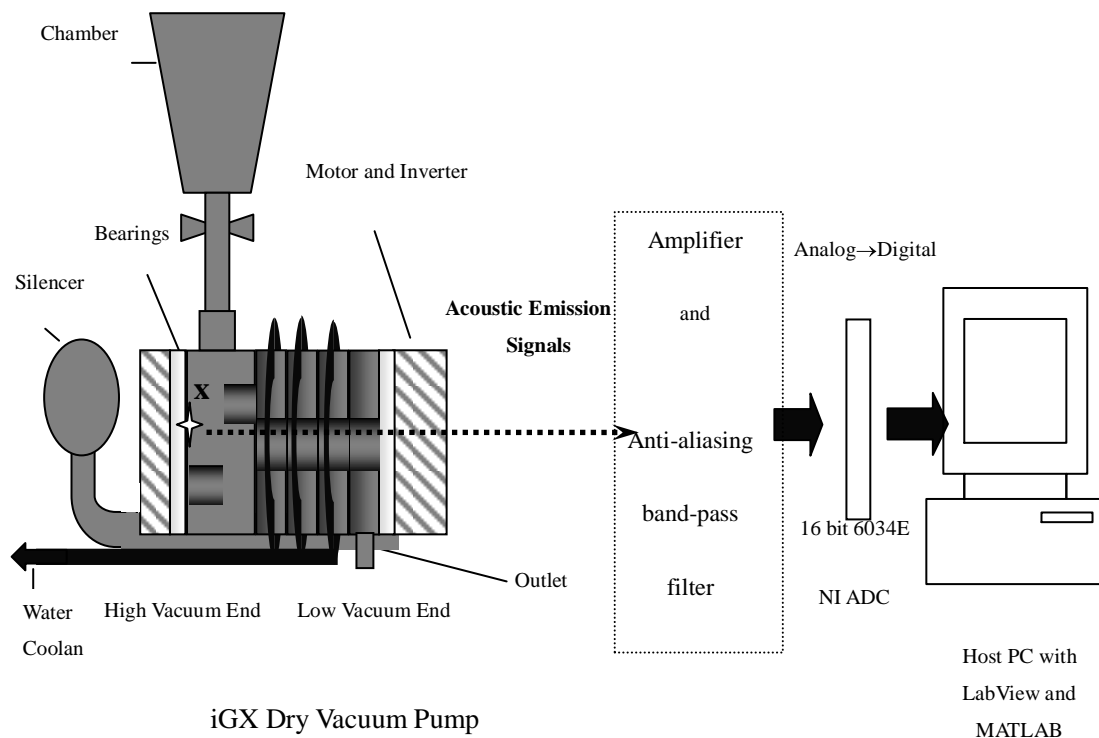 Chamber
Motor and Inverter
Bearings
Silencer
X
Acoustic Emission
Signals
Amplifier
and
Anti-aliasing
band-pass
filter
Analog→Digital
16 bit 6034E
NI ADC
Outlet
Water
Coolan
High Vacuum End
Low Vacuum End
Host PC with
LabView and
MATLAB
iGX Dry Vacuum Pump